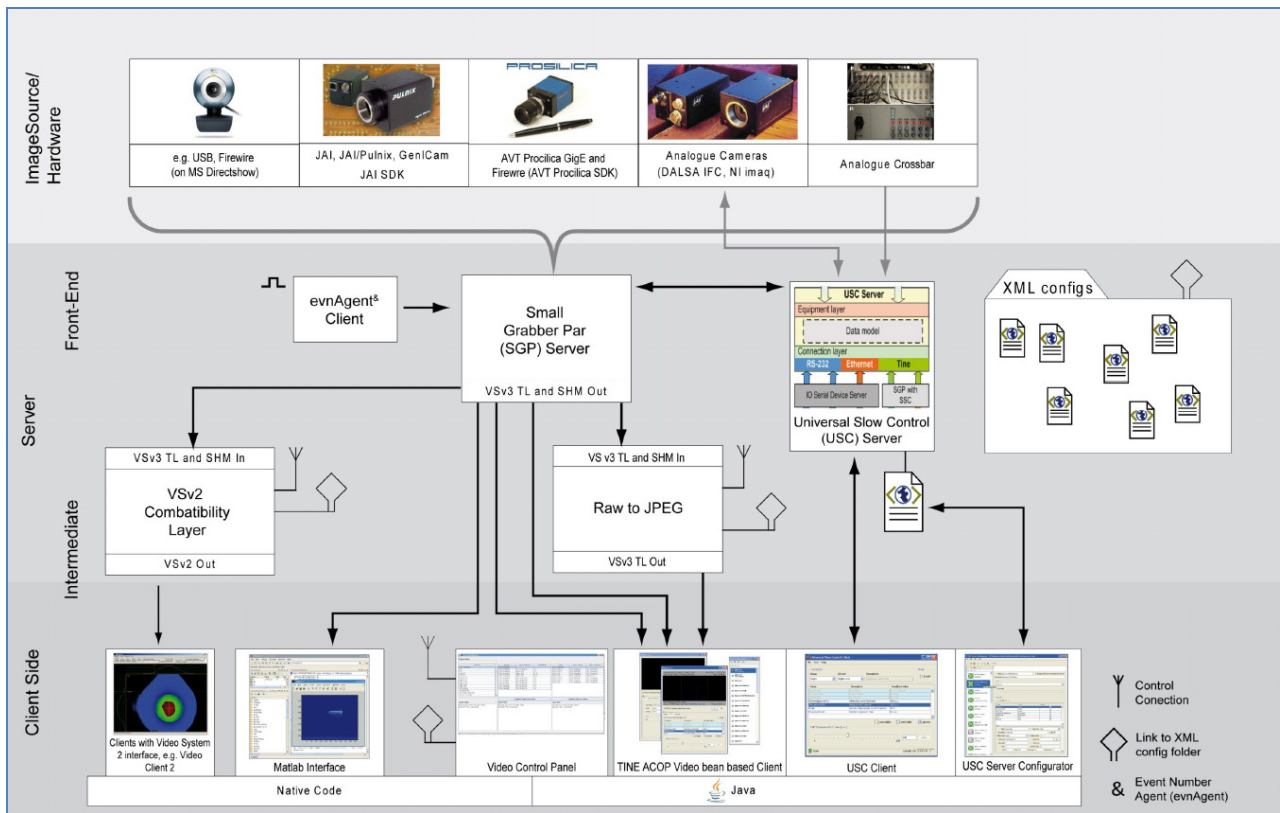 ImageSource/
Hardware
PULNIX
PROSILICA
JAI
e.g. USB, Firewire
(on MS Directshow)
JAI, JAI/Pulnix, GenICam
JAI SDK
AVT Procilica GigE and
Firewre (AVT Procilica SDK)
Analogue Cameras
(DALSA IFC, NI imaq)
Analogue Crossbar
Server
Front-End
evnAgent&
Client
Small
Grabber Par
(SGP) Server
VSv3 TL and SHM Out
USC Server
Equipment layer
Data model
Connection layer
RS-232
Ethernet
Tine
IO Serial Device Server
SGP with
SSC
Universal Slow Control
(USC) Server
XML configs
Intermediate
VSv3 TL and SHM In
VSv2
Combatibility
Layer
VSv2 Out
VSv3 TL and SHM In
Raw to JPEG
VSv3 TL Out
Client Side
Clients with Video System
2 interface, e.g. Video
Client 2
Matlab Interface
Video Control Panel
TINE ACOP Video bean based Client
USC Client
USC Server Configurator
Native Code
Java
Control
Conection
Link to XML
config folder
& Event Number
Agent (evnAgent)